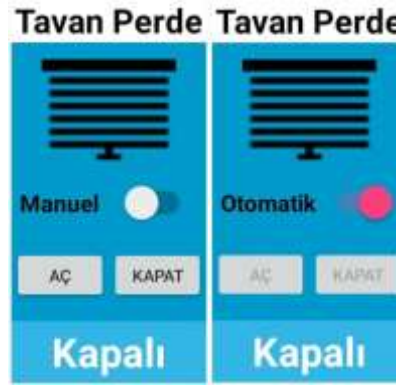 Tavan Perde
Manuel
AÇ KAPAT
Kapalı
Tavan Perde
Otomatik
AÇ KAPAT
Kapalı